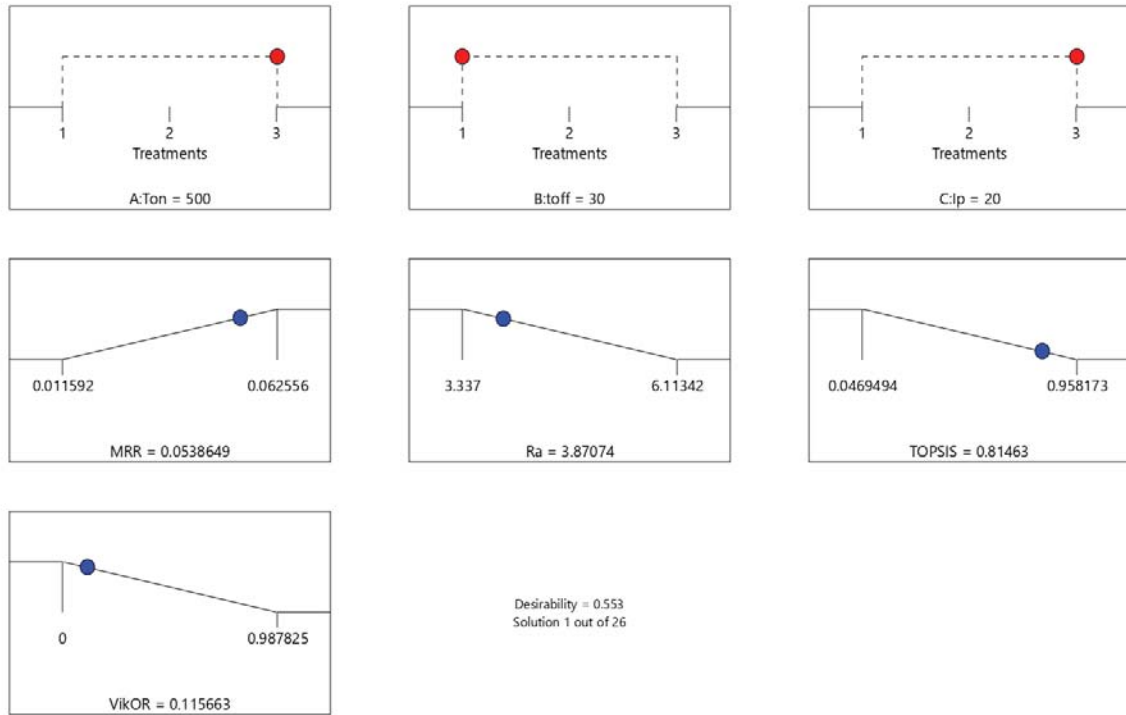 1 2 3
Treatments
A:Ton = 500
1 2 3
Treatments
B:toff = 30
1 2 3
Treatments
C:Ip = 20
0.011592 0.062556
MRR = 0.0538649
3.337 6.11342
Ra = 3.87074
0.0469494 0.958173
TOPSIS = 0.81463
0 0.987825
VikOR = 0.115663
Desirability = 0.553
Solution 1 out of 26